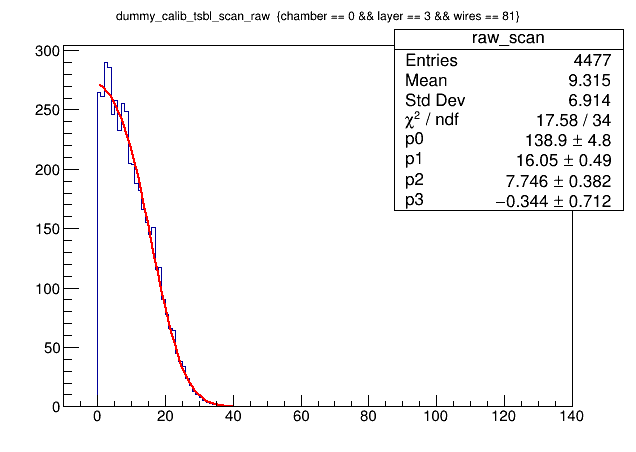 dummy_calib_tsbl_scan_raw {chamber == 0 && layer == 3 && wires == 81}
raw_scan
Entries 4477
Mean 9.315
Std Dev 6.914
χ² / ndf 17.58 / 34
p0 138.9 ± 4.8
p1 16.05 ± 0.49
p2 7.746 ± 0.382
p3 −0.344 ± 0.712
300
250
200
150
100
50
0
0 20 40 60 80 100 120 140